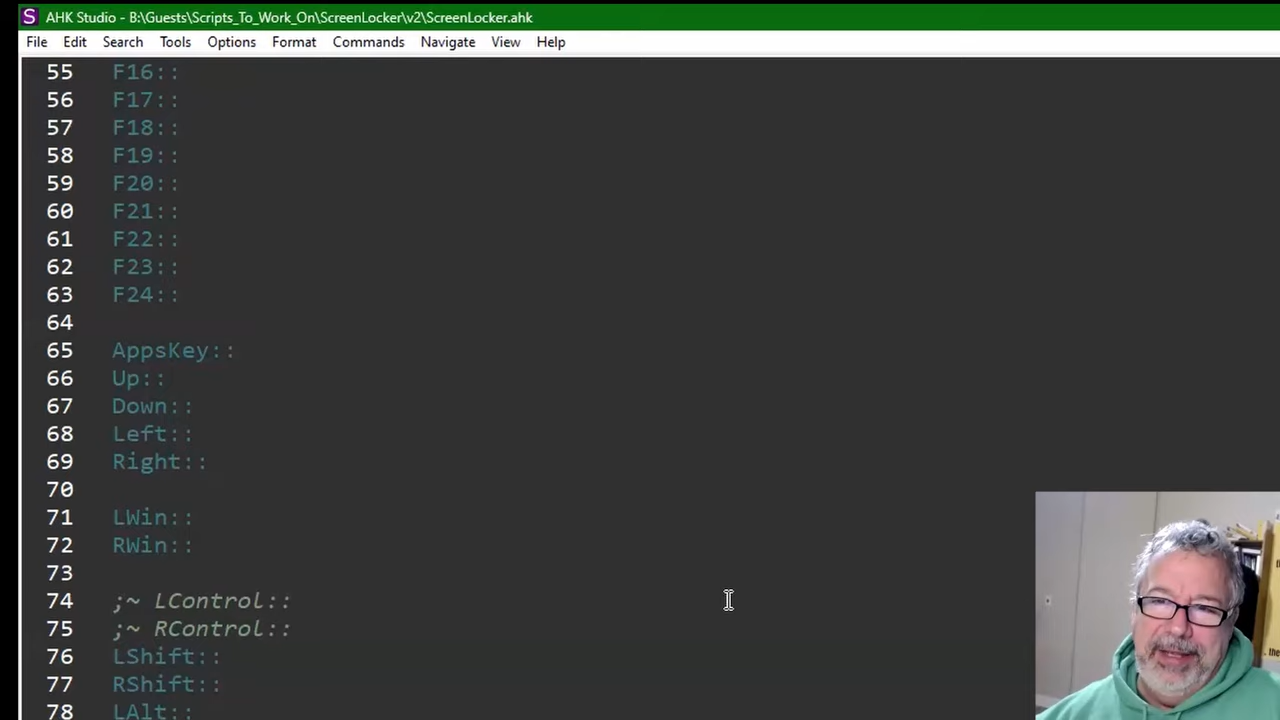 S AHK Studio - B:\Guests\Scripts_To_Work_On\ScreenLocker\v2\ScreenLocker.ahk
File Edit Search Tools Options Format Commands Navigate View Help
55 F16::
56 F17::
57 F18::
58 F19::
59 F20::
60 F21::
61 F22::
62 F23::
63 F24::
64
65 AppsKey::
66 Up::
67 Down::
68 Left::
69 Right::
70
71 LWin::
72 RWin::
73
74 ;~ LControl::
75 ;~ RControl::
76 LShift::
77 RShift::
78 LAlt::